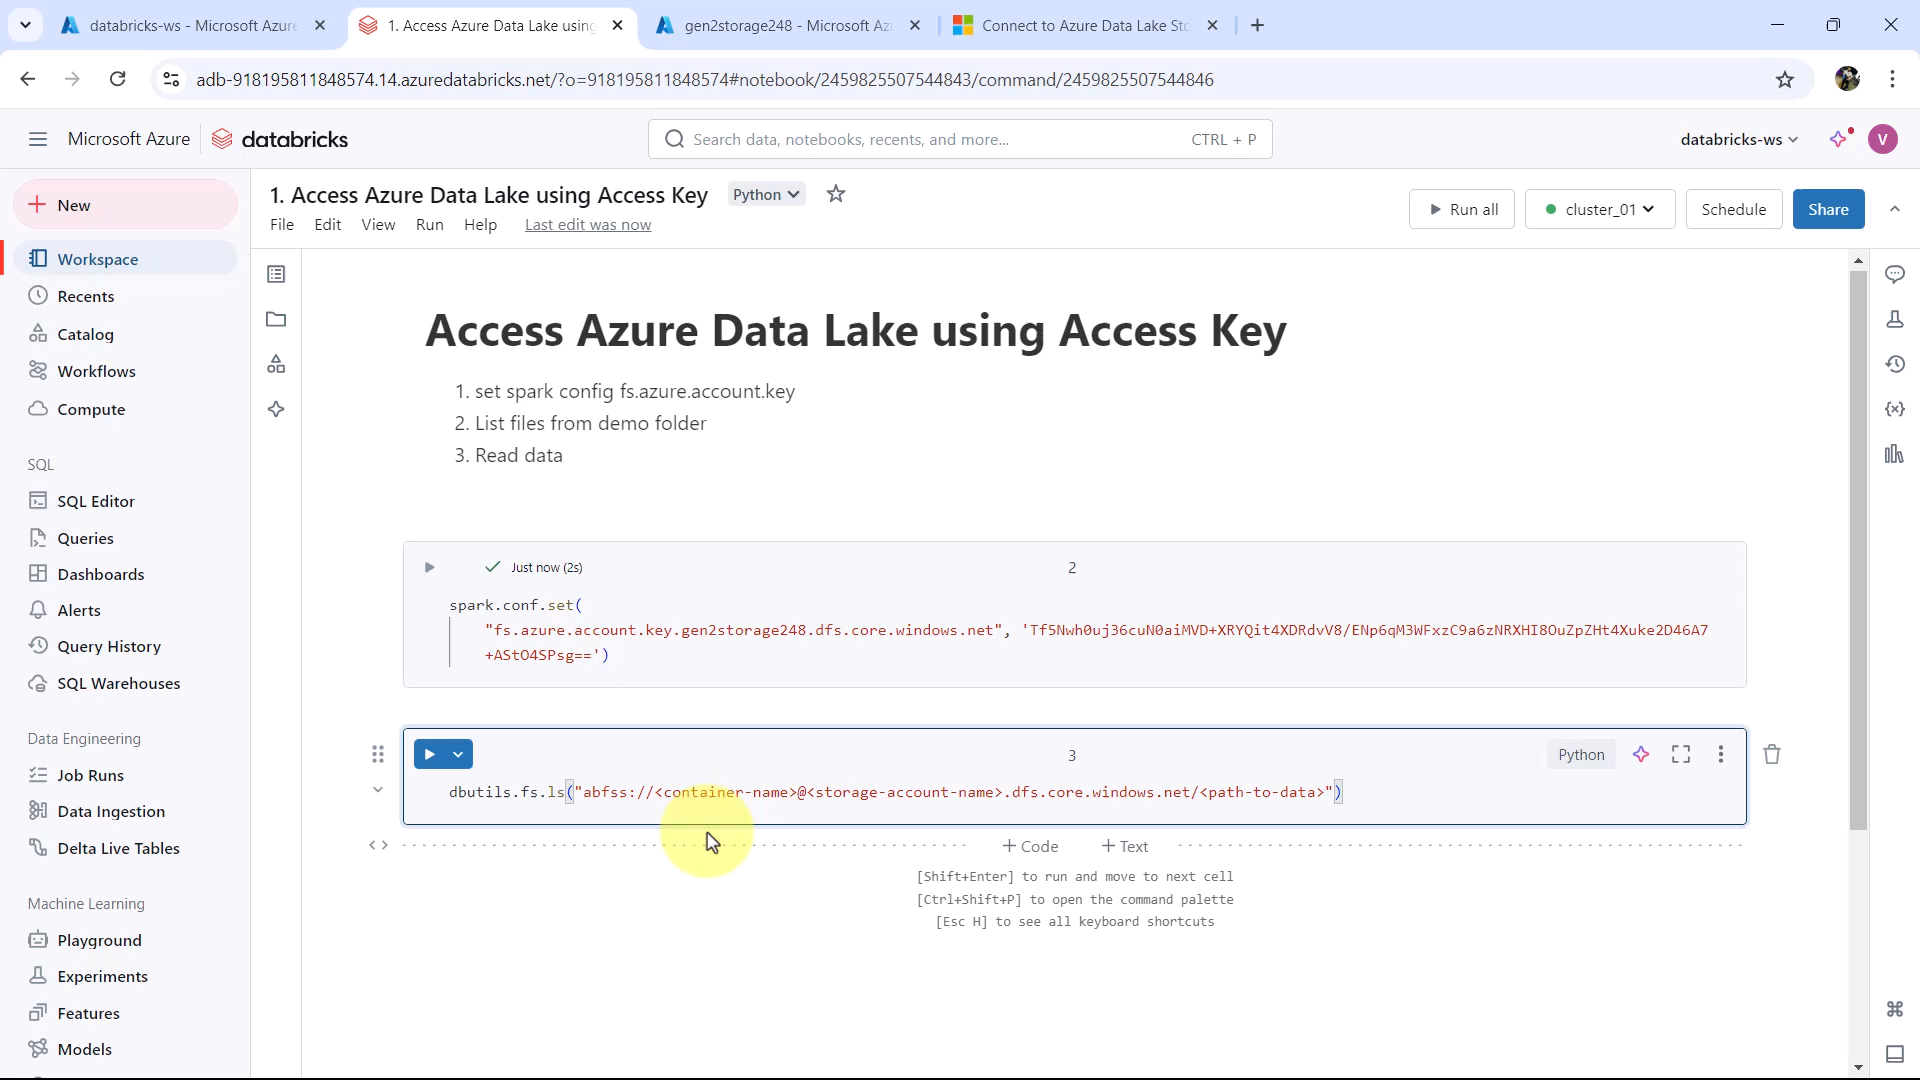 databricks-ws - Microsoft Azure
1. Access Azure Data Lake using
gen2storage248 - Microsoft Az
Connect to Azure Data Lake Sto
adb-918195811848574.14.azuredatabricks.net/?o=918195811848574#notebook/2459825507544843/command/2459825507544846
Microsoft Azure
databricks
Search data, notebooks, recents, and more...
CTRL + P
databricks-ws
V
New
Workspace
Recents
Catalog
Workflows
Compute
SQL
SQL Editor
Queries
Dashboards
Alerts
Query History
SQL Warehouses
Data Engineering
Job Runs
Data Ingestion
Delta Live Tables
Machine Learning
Playground
Experiments
Features
Models
1. Access Azure Data Lake using Access Key
Python
File Edit View Run Help Last edit was now
Run all
cluster_01
Schedule
Share
Access Azure Data Lake using Access Key
1. set spark config fs.azure.account.key
2. List files from demo folder
3. Read data
Just now (2s)
2
spark.conf.set(
"fs.azure.account.key.gen2storage248.dfs.core.windows.net", 'Tf5Nwh0uj36cuN0aiMVD+XRYQit4XDRdvV8/ENp6qM3WFxzC9a6zNRXHI8OuZpZHt4Xuke2D46A7
+AStO4SPsg==')
3
Python
dbutils.fs.ls("abfss://<container-name>@<storage-account-name>.dfs.core.windows.net/<path-to-data>")
+ Code + Text
[Shift+Enter] to run and move to next cell
[Ctrl+Shift+P] to open the command palette
[Esc H] to see all keyboard shortcuts